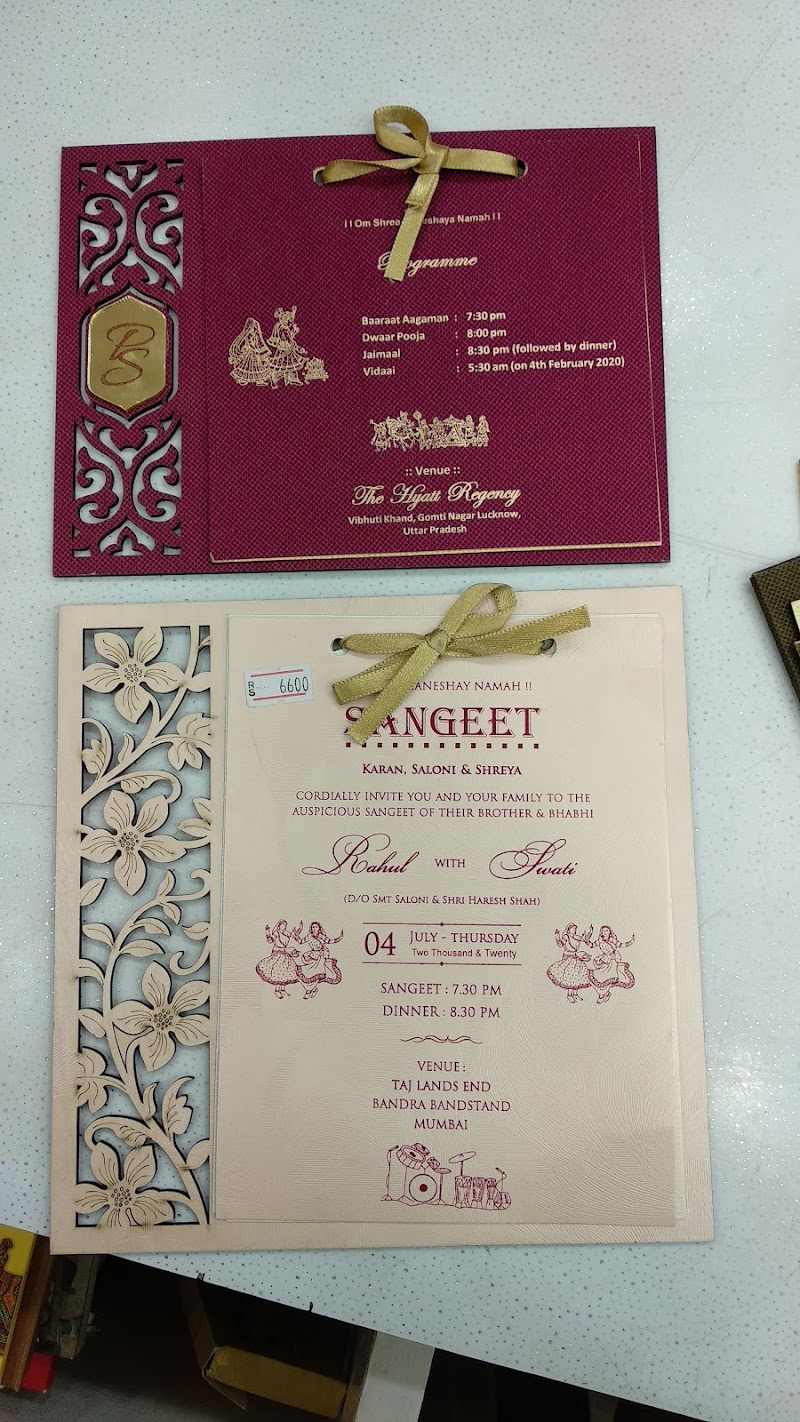 PS
I I Om Shree eshaya Namah I I
Programme
Baaraat Aagaman : 7:30 pm
Dwaar Pooja : 8:00 pm
Jaimaal : 8:30 pm (followed by dinner)
Vidaai : 5:30 am (on 4th February 2020)
:: Venue ::
The Hyatt Regency
Vibhuti Khand, Gomti Nagar Lucknow,
Uttar Pradesh
RS 6600
ANESHAY NAMAH !!
SANGEET
KARAN, SALONI & SHREYA
CORDIALLY INVITE YOU AND YOUR FAMILY TO THE
AUSPICIOUS SANGEET OF THEIR BROTHER & BHABHI
Rahul WITH Swati
(D/O SMT SALONI & SHRI HARESH SHAH)
04 JULY - THURSDAY
Two Thousand & Twenty
SANGEET : 7.30 PM
DINNER : 8.30 PM
VENUE :
TAJ LANDS END
BANDRA BANDSTAND
MUMBAI